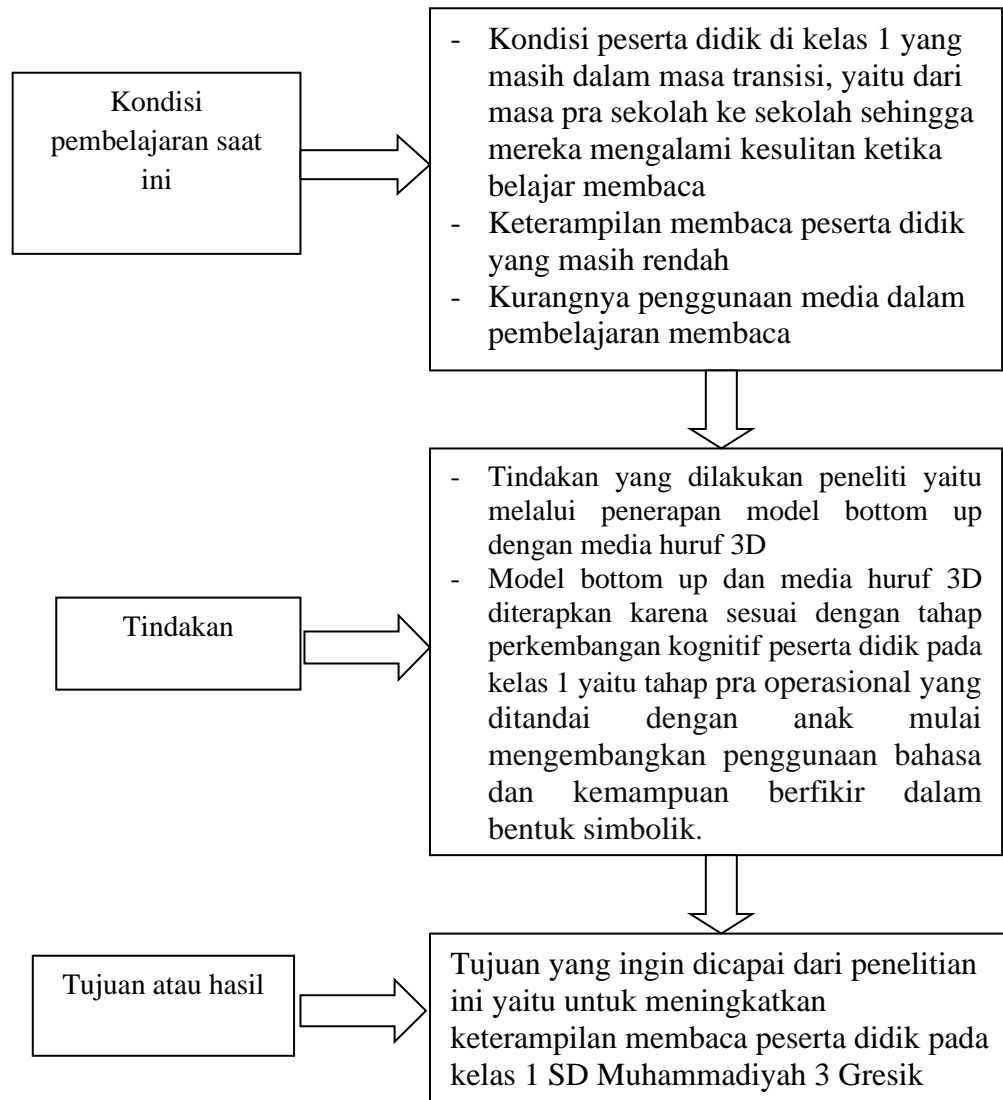 Kondisi
pembelajaran saat
ini
- Kondisi peserta didik di kelas 1 yang
masih dalam masa transisi, yaitu dari
masa pra sekolah ke sekolah sehingga
mereka mengalami kesulitan ketika
belajar membaca
- Keterampilan membaca peserta didik
yang masih rendah
- Kurangnya penggunaan media dalam
pembelajaran membaca
Tindakan
- Tindakan yang dilakukan peneliti yaitu
melalui penerapan model bottom up
dengan media huruf 3D
- Model bottom up dan media huruf 3D
diterapkan karena sesuai dengan tahap
perkembangan kognitif peserta didik pada
kelas 1 yaitu tahap pra operasional yang
ditandai dengan anak mulai
mengembangkan penggunaan bahasa
dan kemampuan berfikir dalam
bentuk simbolik.
Tujuan atau hasil
Tujuan yang ingin dicapai dari penelitian
ini yaitu untuk meningkatkan
keterampilan membaca peserta didik pada
kelas 1 SD Muhammadiyah 3 Gresik